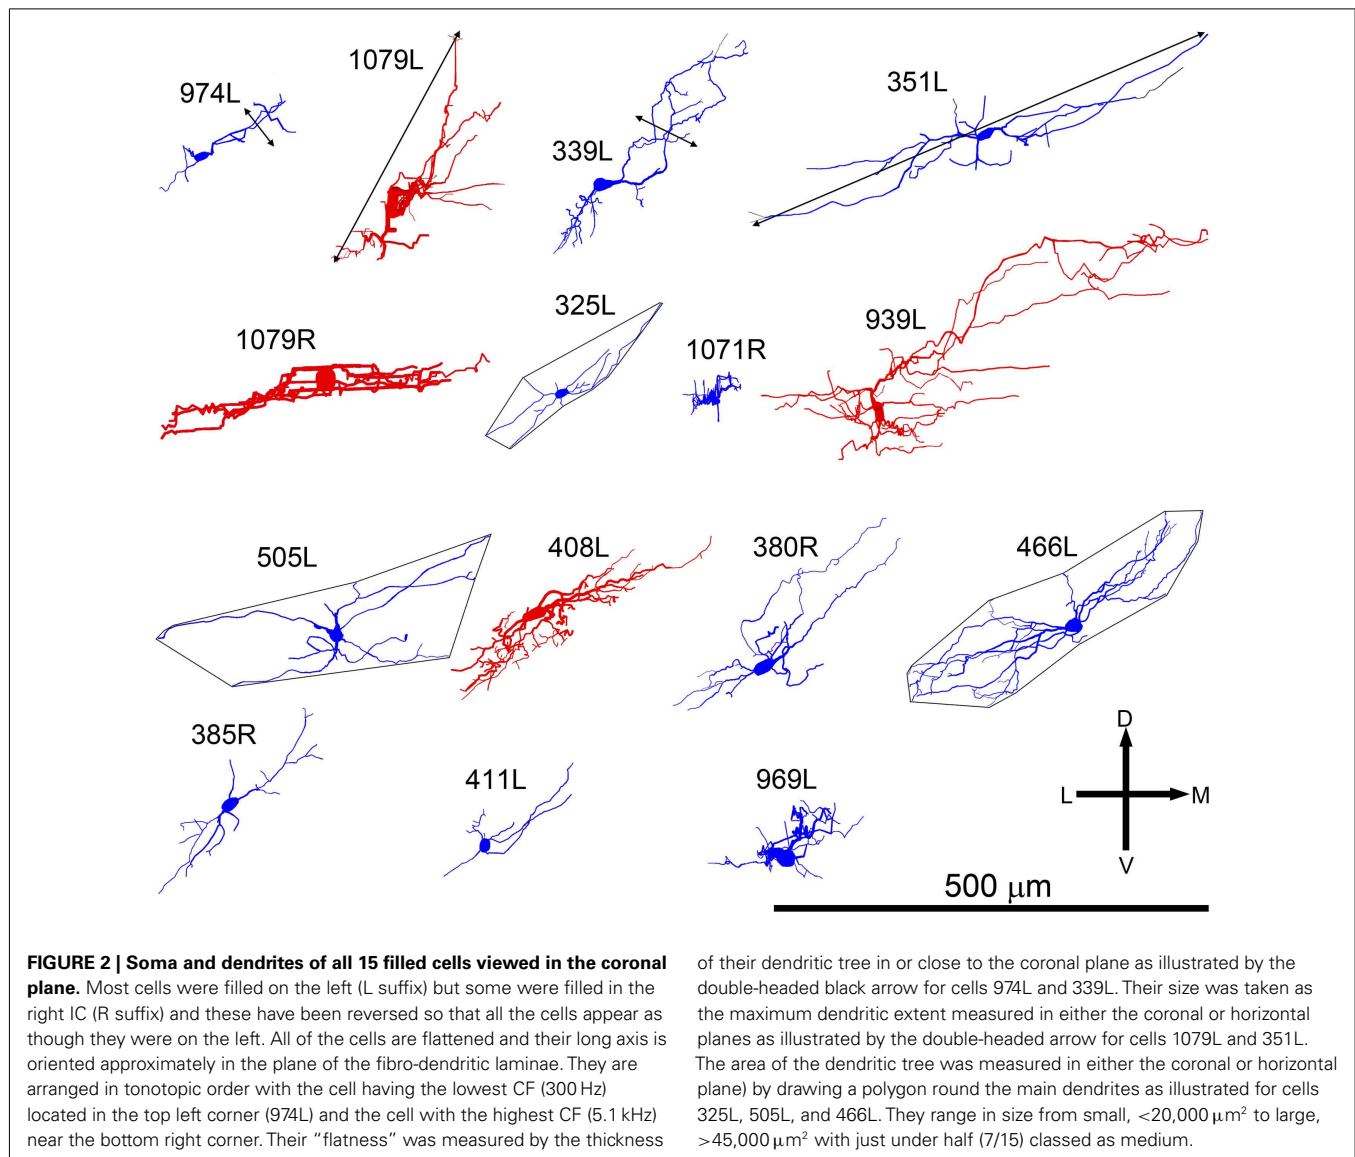 974L
1079L
339L
351L
1079R
325L
1071R
939L
505L
408L
380R
466L
385R
411L
969L
D
L M
V
500 μm
FIGURE 2 | Soma and dendrites of all 15 filled cells viewed in the coronal
plane. Most cells were filled on the left (L suffix) but some were filled in the
right IC (R suffix) and these have been reversed so that all the cells appear as
though they were on the left. All of the cells are flattened and their long axis is
oriented approximately in the plane of the fibro-dendritic laminae. They are
arranged in tonotopic order with the cell having the lowest CF (300 Hz)
located in the top left corner (974L) and the cell with the highest CF (5.1 kHz)
near the bottom right corner. Their “flatness” was measured by the thickness
of their dendritic tree in or close to the coronal plane as illustrated by the
double-headed black arrow for cells 974L and 339L. Their size was taken as
the maximum dendritic extent measured in either the coronal or horizontal
planes as illustrated by the double-headed arrow for cells 1079L and 351L.
The area of the dendritic tree was measured in either the coronal or horizontal
plane) by drawing a polygon round the main dendrites as illustrated for cells
325L, 505L, and 466L. They range in size from small, <20,000 μm² to large,
>45,000 μm² with just under half (7/15) classed as medium.